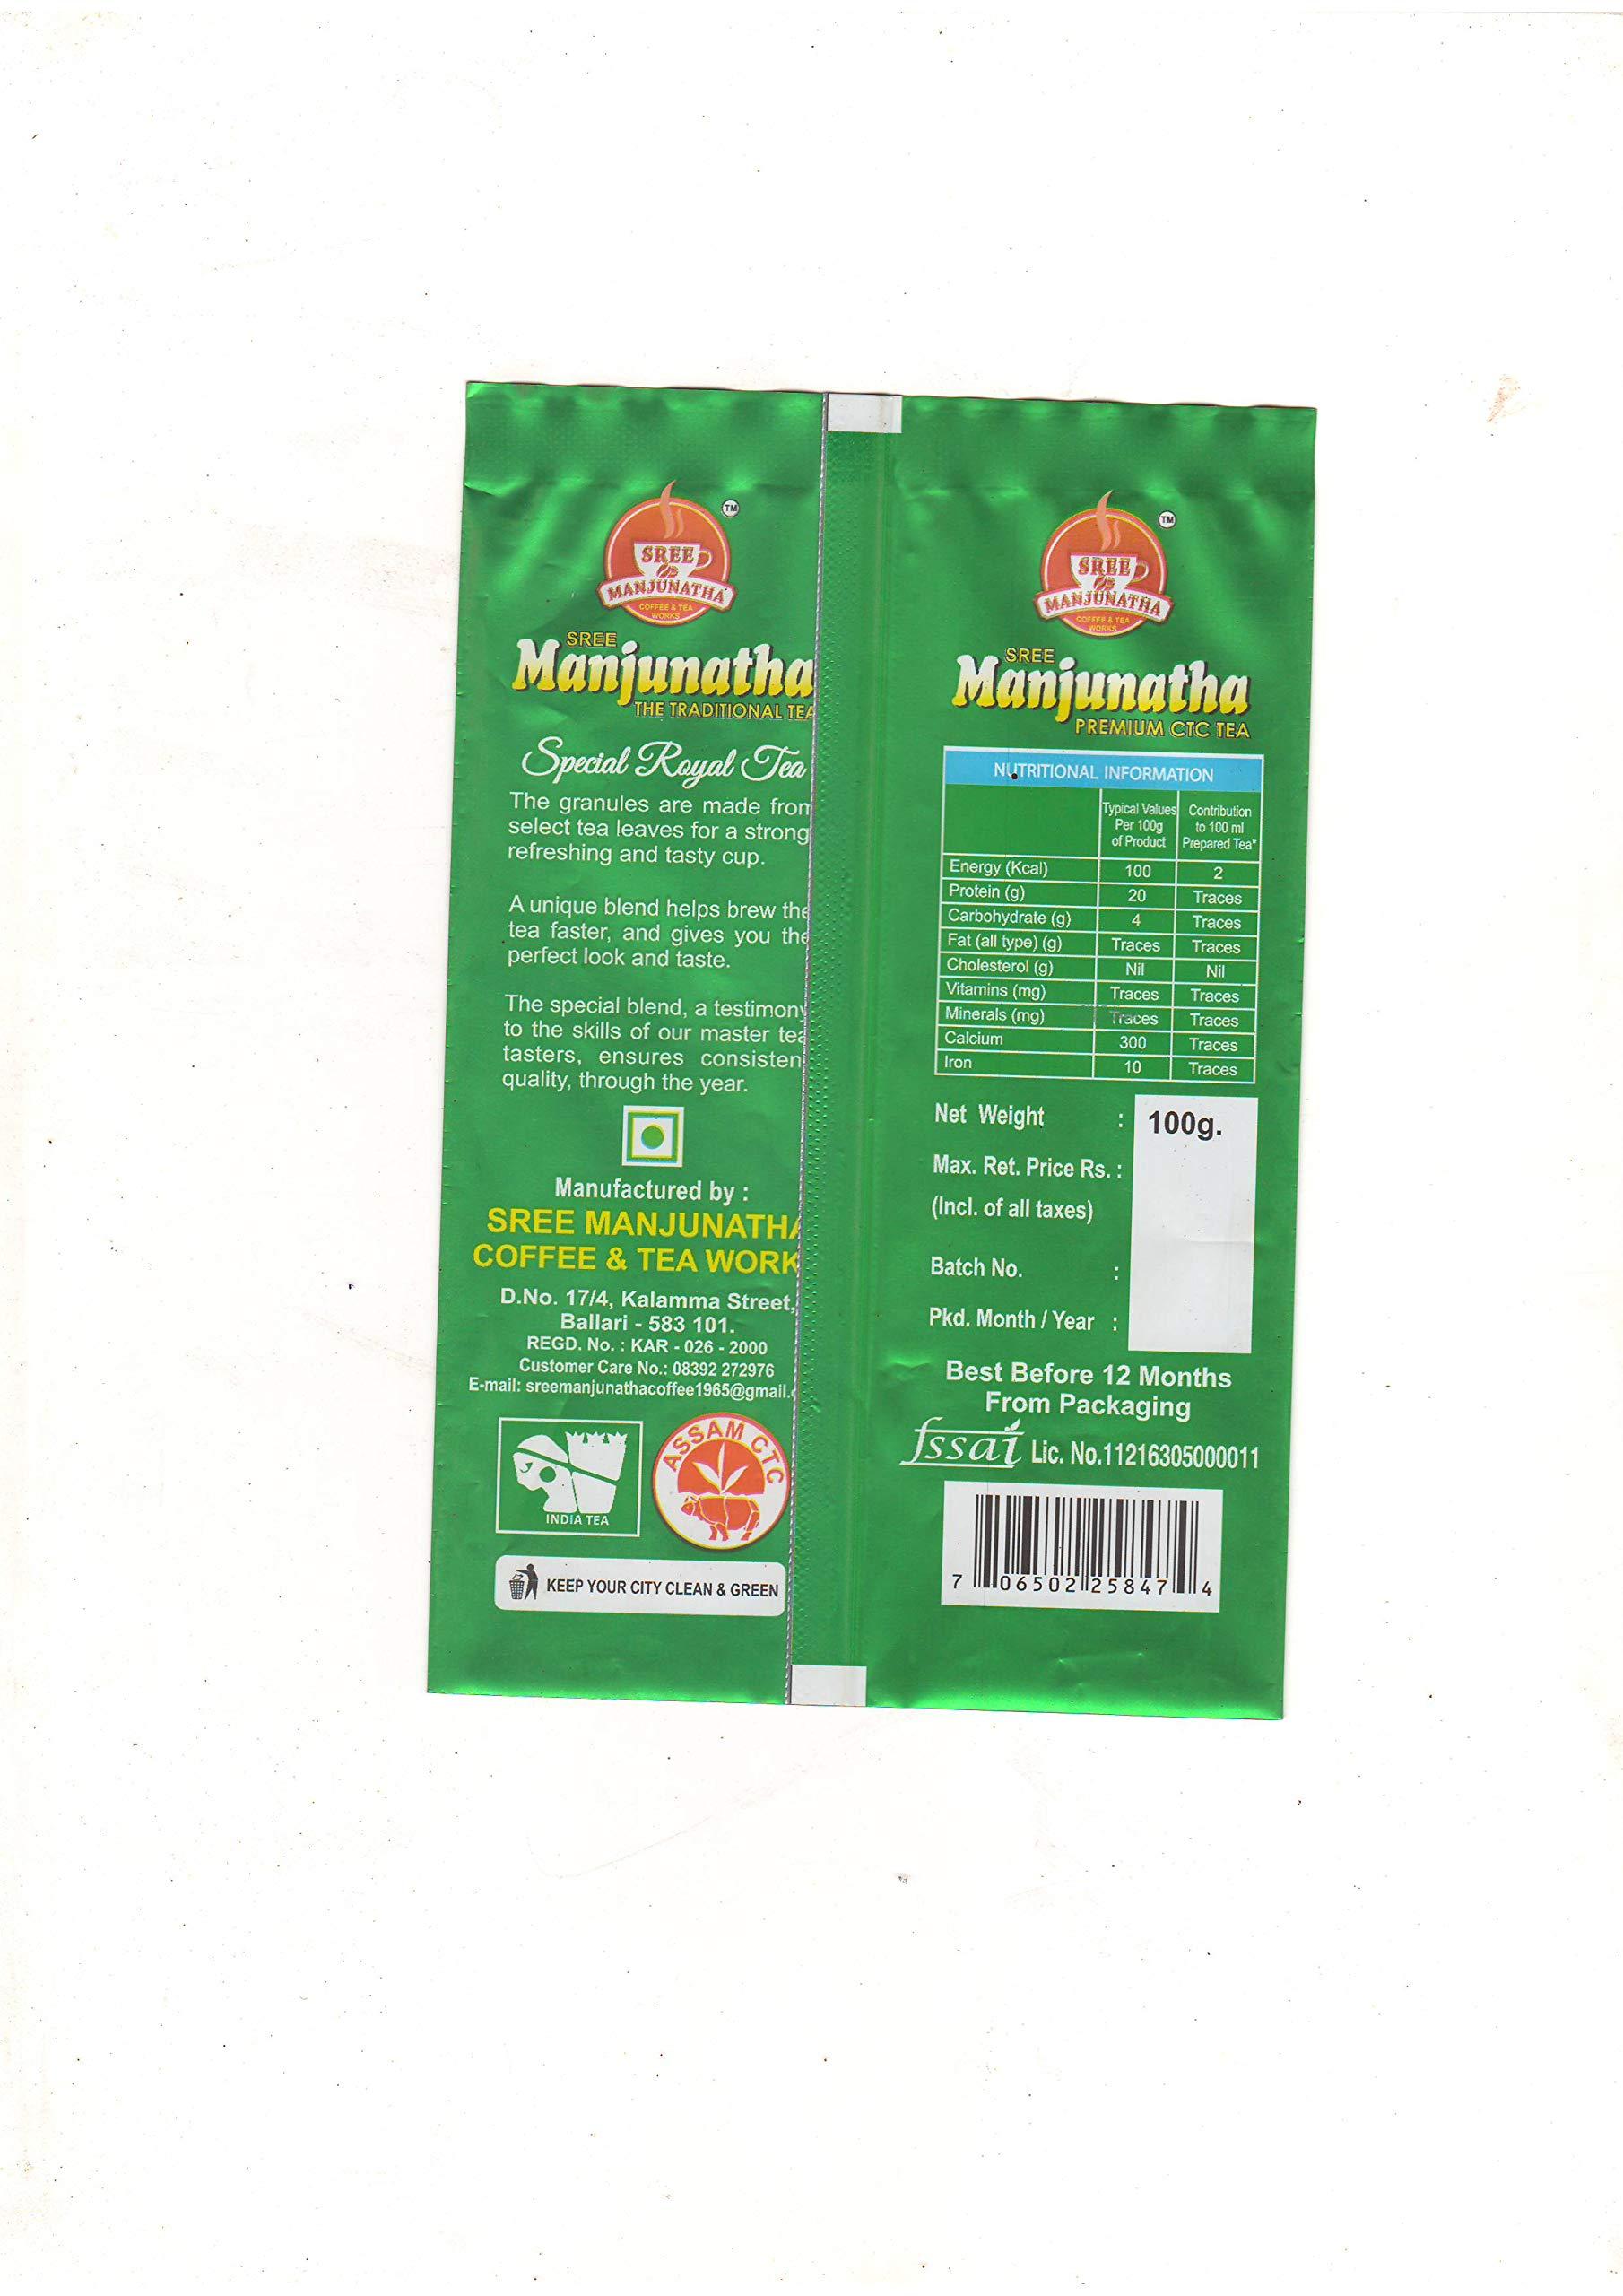 TM
SREE
MANJUNATHA
COFFEE & TEA
WORKS
SREE
Manjunatha
THE TRADITIONAL TEA
Special Royal Tea
The granules are made from
select tea leaves for a strong
refreshing and tasty cup.
A unique blend helps brew the
tea faster, and gives you the
perfect look and taste.
The special blend, a testimony
to the skills of our master tea
tasters, ensures consisten
quality, through the year.
Manufactured by :
SREE MANJUNATHA
COFFEE & TEA WORK
D.No. 17/4, Kalamma Street,
Ballari - 583 101.
REGD. No. : KAR - 026 - 2000
Customer Care No.: 08392 272976
E-mail: sreemanjunathacoffee1965@gmail.c
INDIA TEA
ASSAM CTC
KEEP YOUR CITY CLEAN & GREEN
TM
SREE
MANJUNATHA
COFFEE & TEA
WORKS
SREE
Manjunatha
PREMIUM CTC TEA
NUTRITIONAL INFORMATION
Typical Values Contribution
Per 100g to 100 ml
of Product Prepared Tea*
Energy (Kcal) 100 2
Protein (g) 20 Traces
Carbohydrate (g) 4 Traces
Fat (all type) (g) Traces Traces
Cholesterol (g) Nil Nil
Vitamins (mg) Traces Traces
Minerals (mg) Traces Traces
Calcium 300 Traces
Iron 10 Traces
Net Weight : 100g.
Max. Ret. Price Rs. :
(Incl. of all taxes)
Batch No. :
Pkd. Month / Year :
Best Before 12 Months
From Packaging
fssai Lic. No.11216305000011
7 06502 25847 4